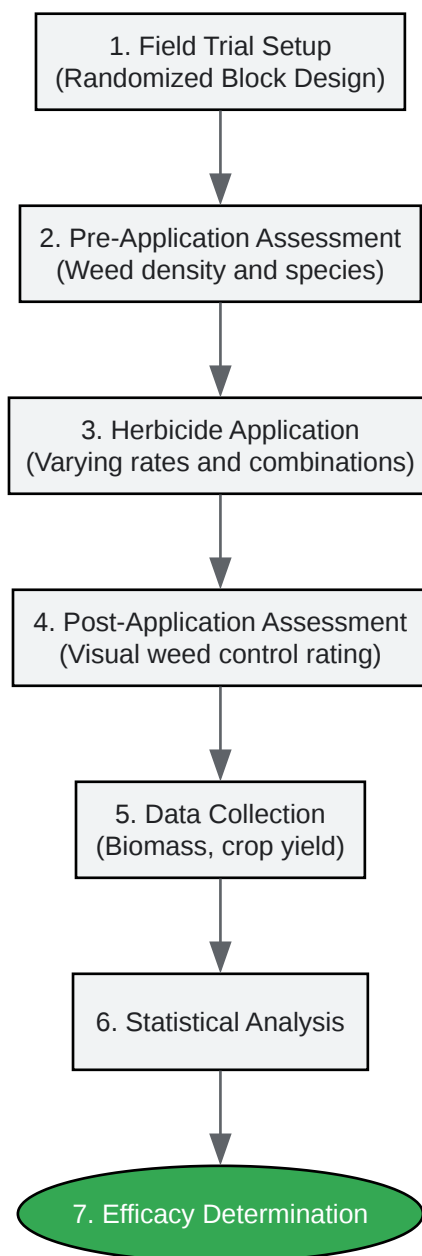 1. Field Trial Setup
(Randomized Block Design)
2. Pre-Application Assessment
(Weed density and species)
3. Herbicide Application
(Varying rates and combinations)
4. Post-Application Assessment
(Visual weed control rating)
5. Data Collection
(Biomass, crop yield)
6. Statistical Analysis
7. Efficacy Determination